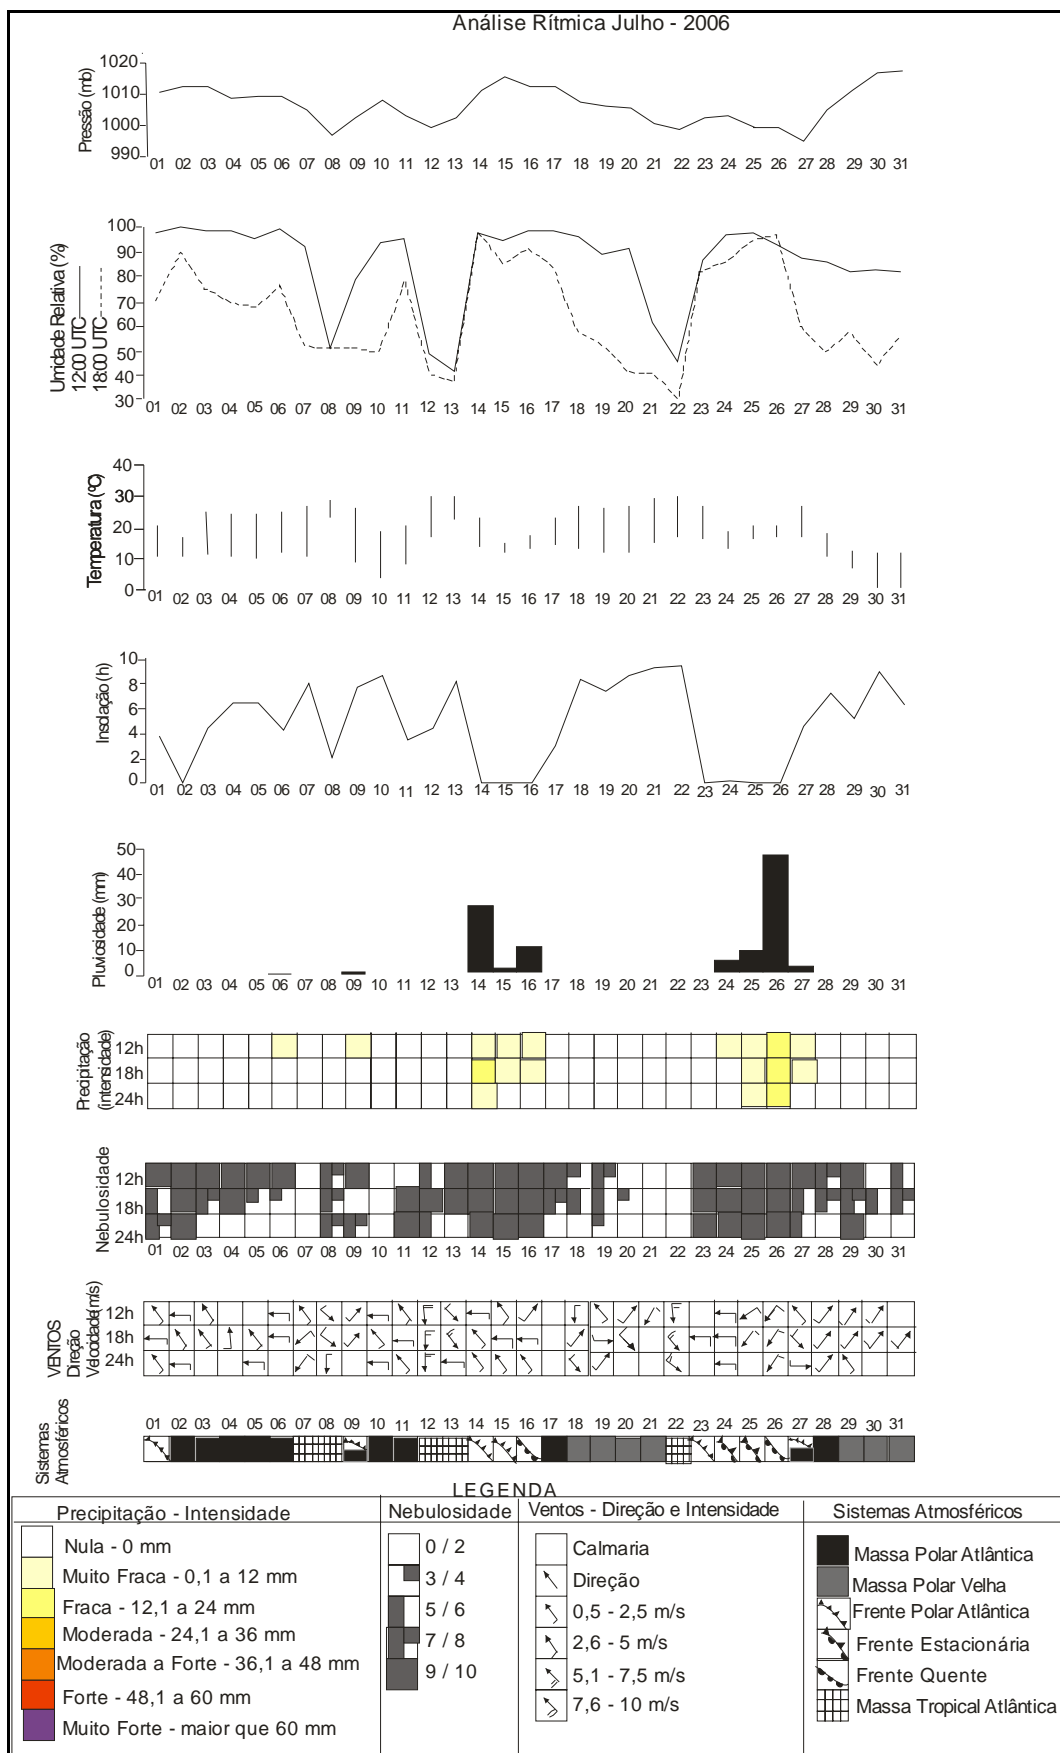 Análise Rítmica Julho - 2006
Pressão (mb)
1020
1010
1000
990
01 02 03 04 05 06 07 08 09 10 11 12 13 14 15 16 17 18 19 20 21 22 23 24 25 26 27 28 29 30 31
Umidade Relativa (%)
12:00 UTC
18:00 UTC
100
90
80
70
60
50
40
30
01 02 03 04 05 06 07 08 09 10 11 12 13 14 15 16 17 18 19 20 21 22 23 24 25 26 27 28 29 30 31
Temperatura (ºC)
40
30
20
10
0
01 02 03 04 05 06 07 08 09 10 11 12 13 14 15 16 17 18 19 20 21 22 23 24 25 26 27 28 29 30 31
Insolação (h)
10
8
6
4
2
0
01 02 03 04 05 06 07 08 09 10 11 12 13 14 15 16 17 18 19 20 21 22 23 24 25 26 27 28 29 30 31
Pluviosidade (mm)
50
40
30
20
10
0
01 02 03 04 05 06 07 08 09 10 11 12 13 14 15 16 17 18 19 20 21 22 23 24 25 26 27 28 29 30 31
Precipitação
(intensidade)
12h
18h
24h
Nebulosidade
12h
18h
24h
01 02 03 04 05 06 07 08 09 10 11 12 13 14 15 16 17 18 19 20 21 22 23 24 25 26 27 28 29 30 31
VENTOS
Direção
Velocidade(m/s)
12h
18h
24h
Sistemas
Atmosféricos
01 02 03 04 05 06 07 08 09 10 11 12 13 14 15 16 17 18 19 20 21 22 23 24 25 26 27 28 29 30 31
LEGENDA
Precipitação - Intensidade
Nula - 0 mm
Muito Fraca - 0,1 a 12 mm
Fraca - 12,1 a 24 mm
Moderada - 24,1 a 36 mm
Moderada a Forte - 36,1 a 48 mm
Forte - 48,1 a 60 mm
Muito Forte - maior que 60 mm
Nebulosidade
0 / 2
3 / 4
5 / 6
7 / 8
9 / 10
Ventos - Direção e Intensidade
Calmaria
Direção
0,5 - 2,5 m/s
2,6 - 5 m/s
5,1 - 7,5 m/s
7,6 - 10 m/s
Sistemas Atmosféricos
Massa Polar Atlântica
Massa Polar Velha
Frente Polar Atlântica
Frente Estacionária
Frente Quente
Massa Tropical Atlântica